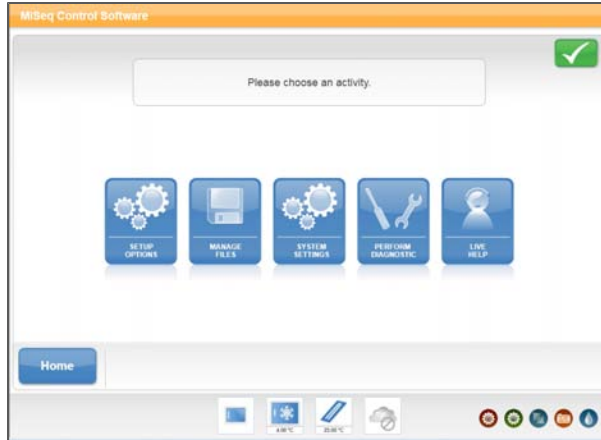 MiSeq Control Software
Please choose an activity.
SETUP
OPTIONS
MANAGE
FILES
SYSTEM
SETTINGS
PERFORM
DIAGNOSTIC
LIVE
HELP
Home